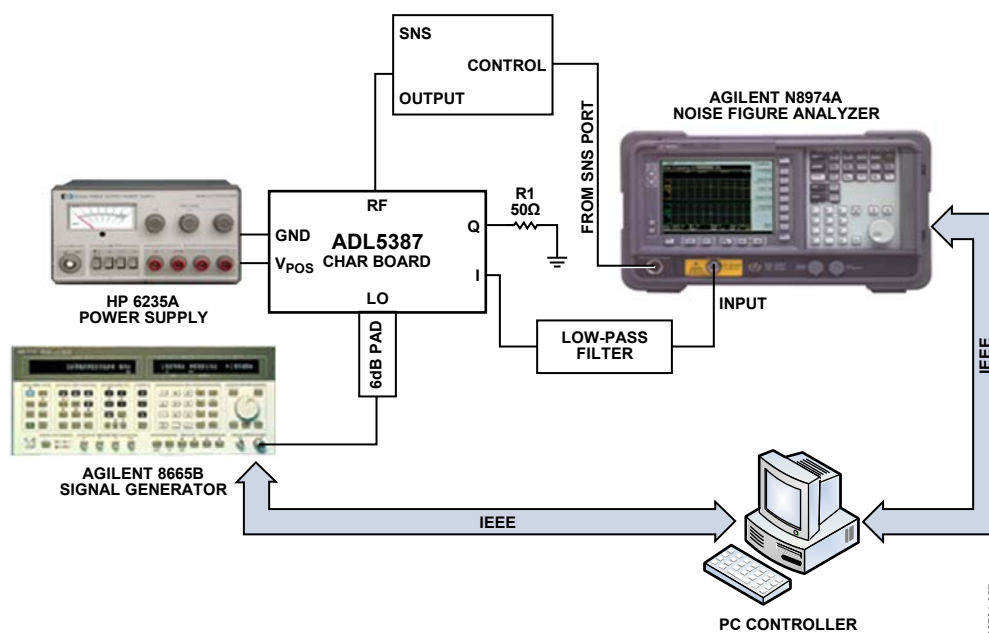 SNS
CONTROL
OUTPUT
AGILENT N8974A
NOISE FIGURE ANALYZER
FROM SNS PORT
RF
R1
50Ω
GND
ADL5387
Q
CHAR BOARD
VPOS
I
LO
INPUT
HP 6235A
POWER SUPPLY
6dB PAD
LOW-PASS
FILTER
IEEE
AGILENT 8665B
SIGNAL GENERATOR
IEEE
PC CONTROLLER